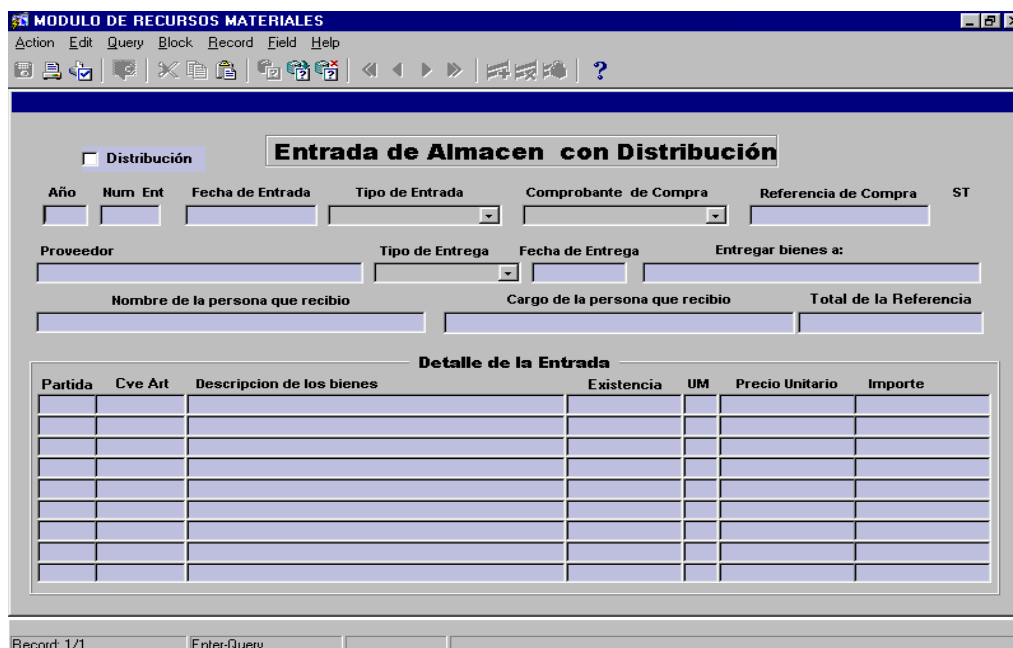 MODULO DE RECURSOS MATERIALES
Action Edit Query Block Record Field Help
Distribución Entrada de Almacen con Distribución
Año Num Ent Fecha de Entrada Tipo de Entrada Comprobante de Compra Referencia de Compra ST
Proveedor Tipo de Entrega Fecha de Entrega Entregar bienes a:
Nombre de la persona que recibio Cargo de la persona que recibio Total de la Referencia
Detalle de la Entrada
Partida Cve Art Descripcion de los bienes Existencia UM Precio Unitario Importe
Record: 1/1 Enter-Query